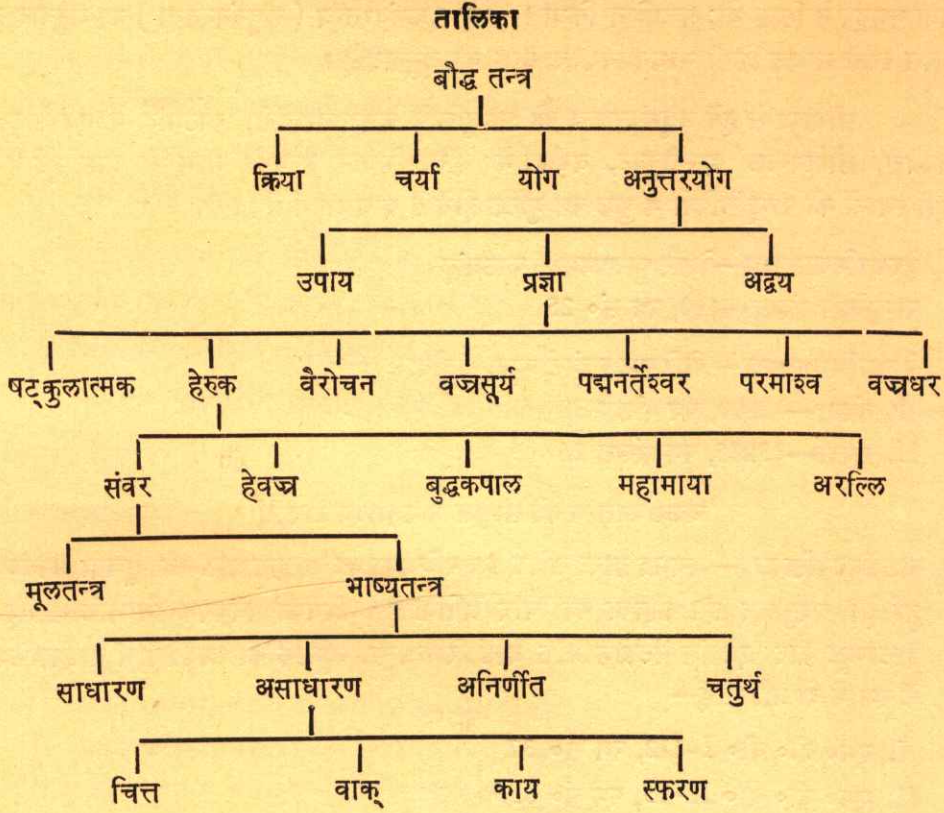 तालिका
बौद्ध तन्त्र
क्रिया चर्या योग अनुत्तरयोग
उपाय प्रज्ञा अद्वय
षट्कुलात्मक हेरुक वैरोचन वज्रसूर्य पद्मनर्तेश्वर परमाश्व वज्रधर
संवर हेवज्र बुद्धकपाल महामाया अरल्लि
मूलतन्त्र भाष्यतन्त्र
साधारण असाधारण अनिर्णीत चतुर्थ
चित्त वाक् काय स्फरण